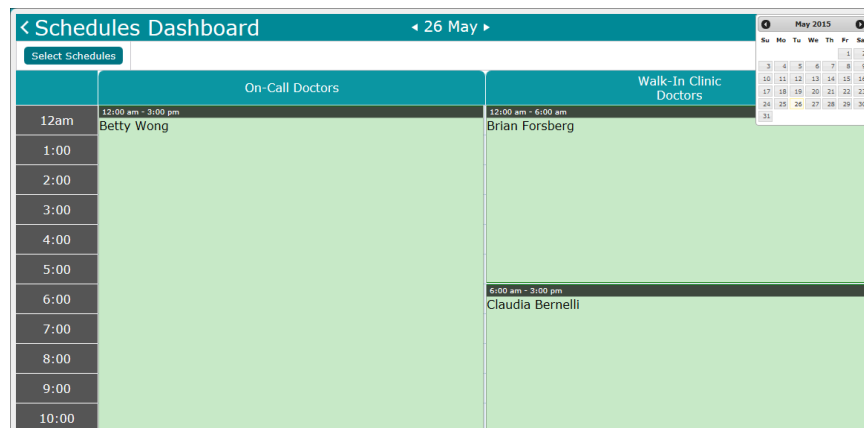 Schedules Dashboard
26 May
May 2015
Su Mo Tu We Th Fr Sa
1 2
3 4 5 6 7 8 9
10 11 12 13 14 15 16
17 18 19 20 21 22 23
24 25 26 27 28 29 30
31
Select Schedules
On-Call Doctors
Walk-In Clinic
Doctors
12am
1:00
2:00
3:00
4:00
5:00
6:00
7:00
8:00
9:00
10:00
12:00 am - 3:00 pm
Betty Wong
12:00 am - 6:00 am
Brian Forsberg
6:00 am - 3:00 pm
Claudia Bernelli